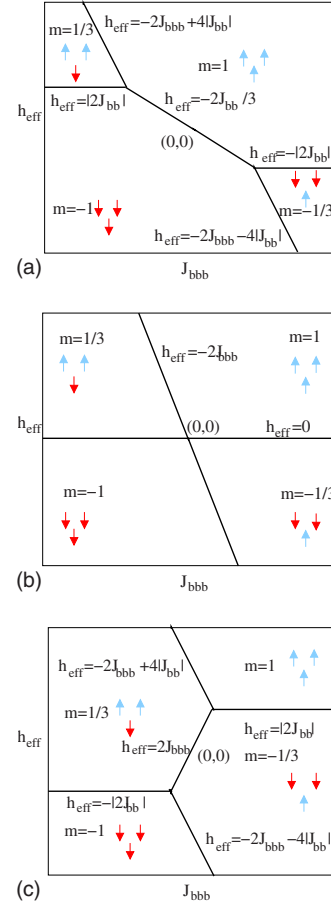 m=1/3
h_eff=-2J_bbb+4|J_bb|
m=1
h_eff=|2J_bb|
h_eff=-2J_bb/3
h_eff
(0,0)
h_eff=-|2J_bb|
m=-1
m=-1/3
h_eff=-2J_bbb-4|J_bb|
(a)
J_bbb
m=1/3
h_eff=-2J_bbb
m=1
h_eff
(0,0)
h_eff=0
m=-1
m=-1/3
(b)
J_bbb
h_eff=-2J_bbb+4|J_bb|
m=1
m=1/3
h_eff=|2J_bb|
h_eff=2J_bbb
h_eff
(0,0)
m=-1/3
h_eff=-|2J_bb|
m=-1
h_eff=-2J_bbb-4|J_bb|
(c)
J_bbb